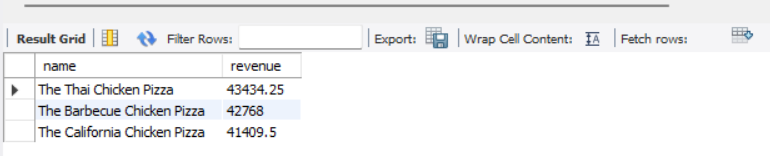 Result Grid Filter Rows: Export: Wrap Cell Content: IA Fetch rows:
name revenue
The Thai Chicken Pizza 43434.25
The Barbecue Chicken Pizza 42768
The California Chicken Pizza 41409.5